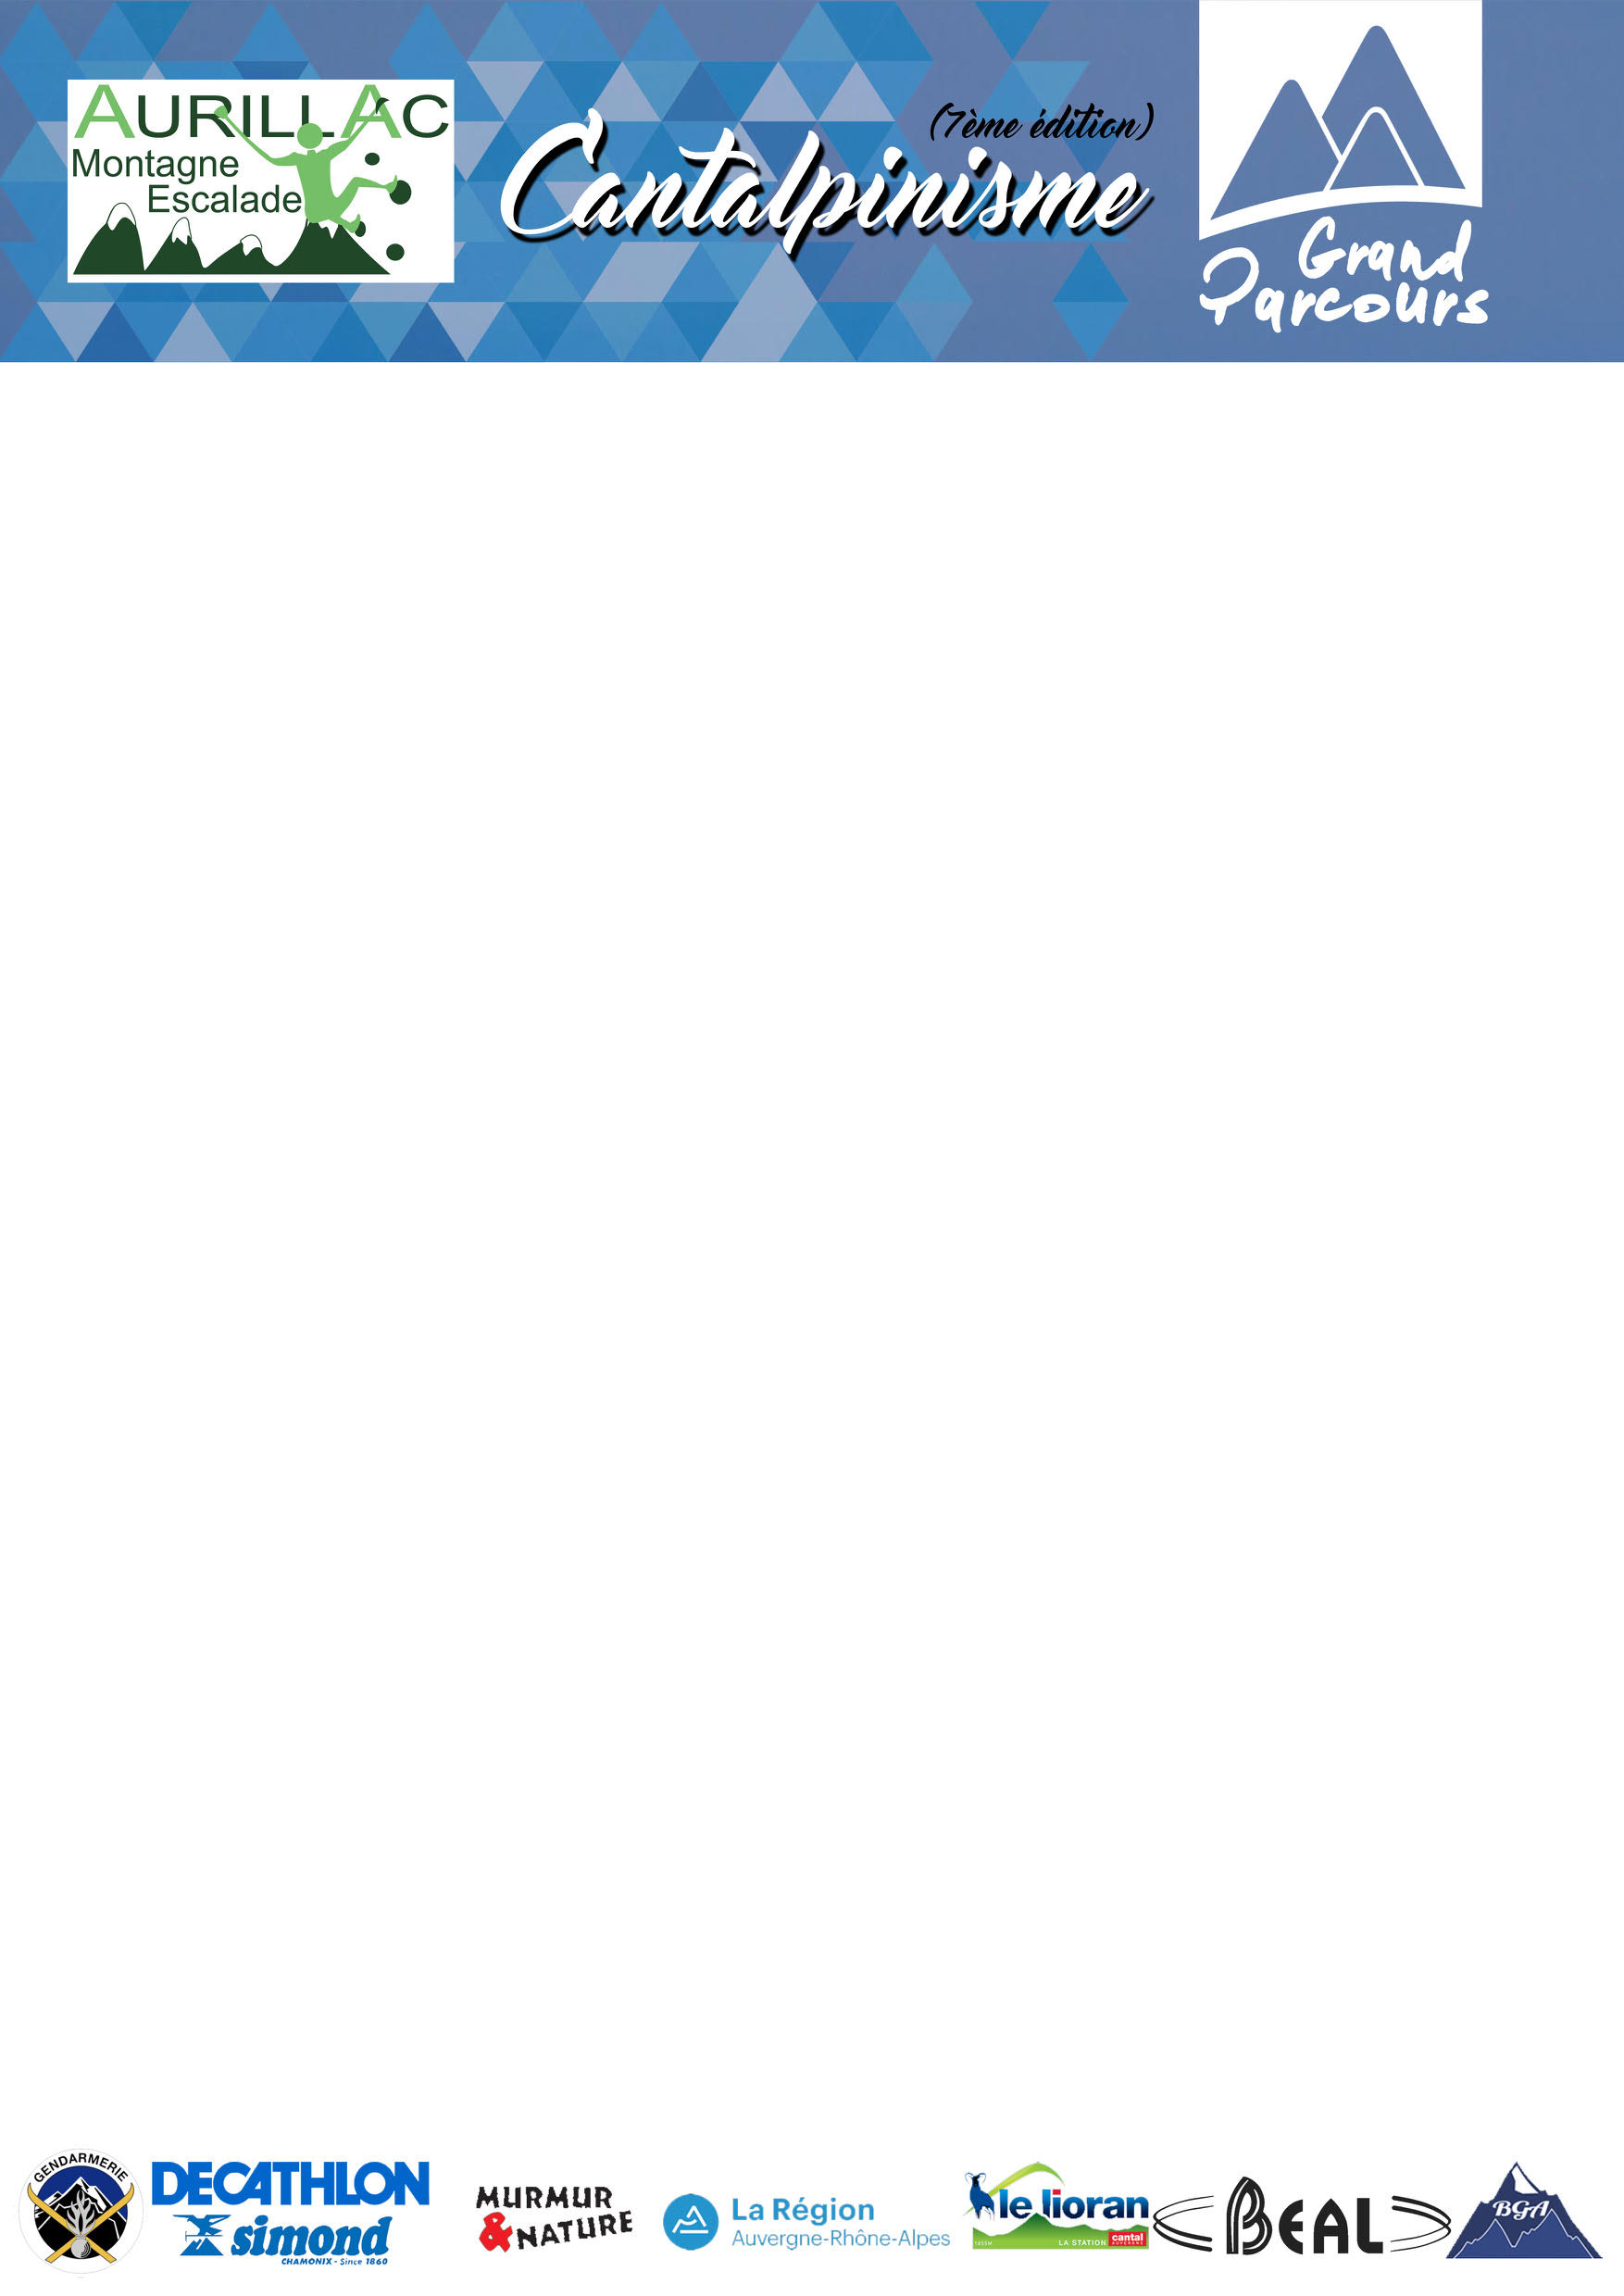 AURILLAC
Montagne
Escalade
(7ème édition)
Cantalpinisme
Grand
Parcours
GENDARMERIE
DECATHLON
simond
CHAMONIX - Since 1860
MURMUR
&NATURE
La Région
Auvergne-Rhône-Alpes
le lioran
1855M LA STATION cantal
AUVERGNE
BEAL
BGA